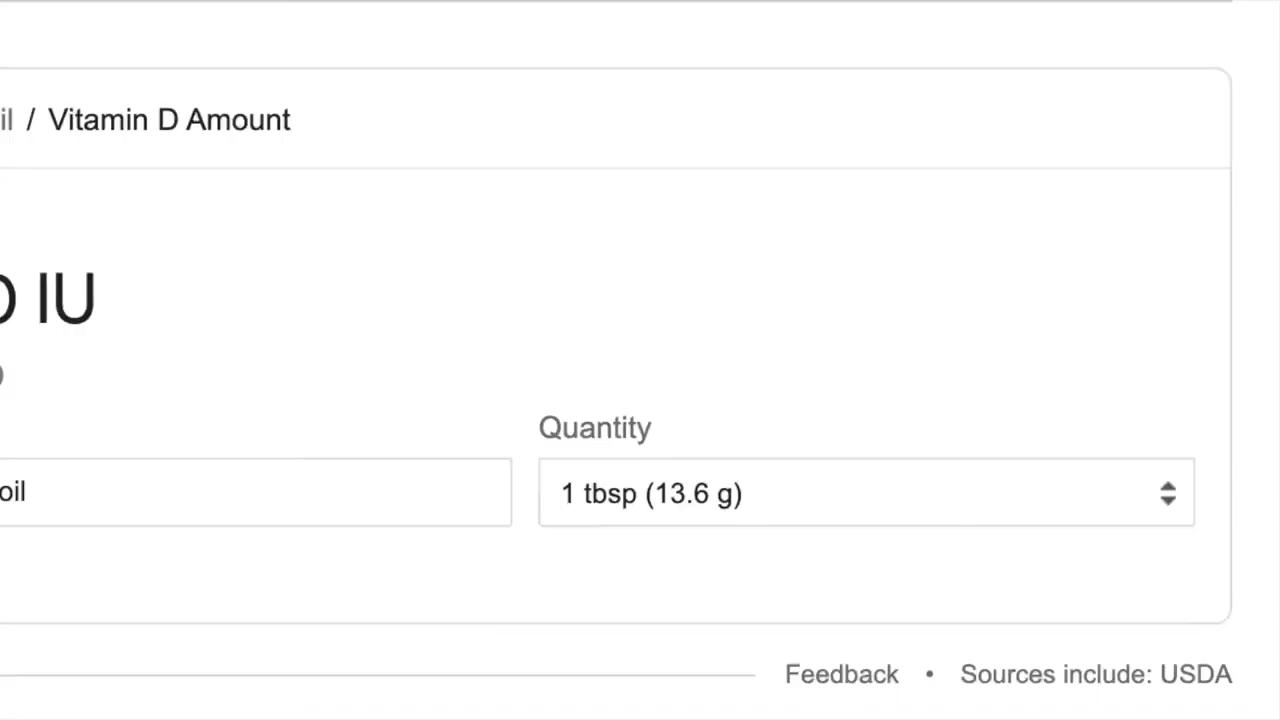 / Vitamin D Amount
IU
Quantity
oil
1 tbsp (13.6 g)
Feedback • Sources include: USDA